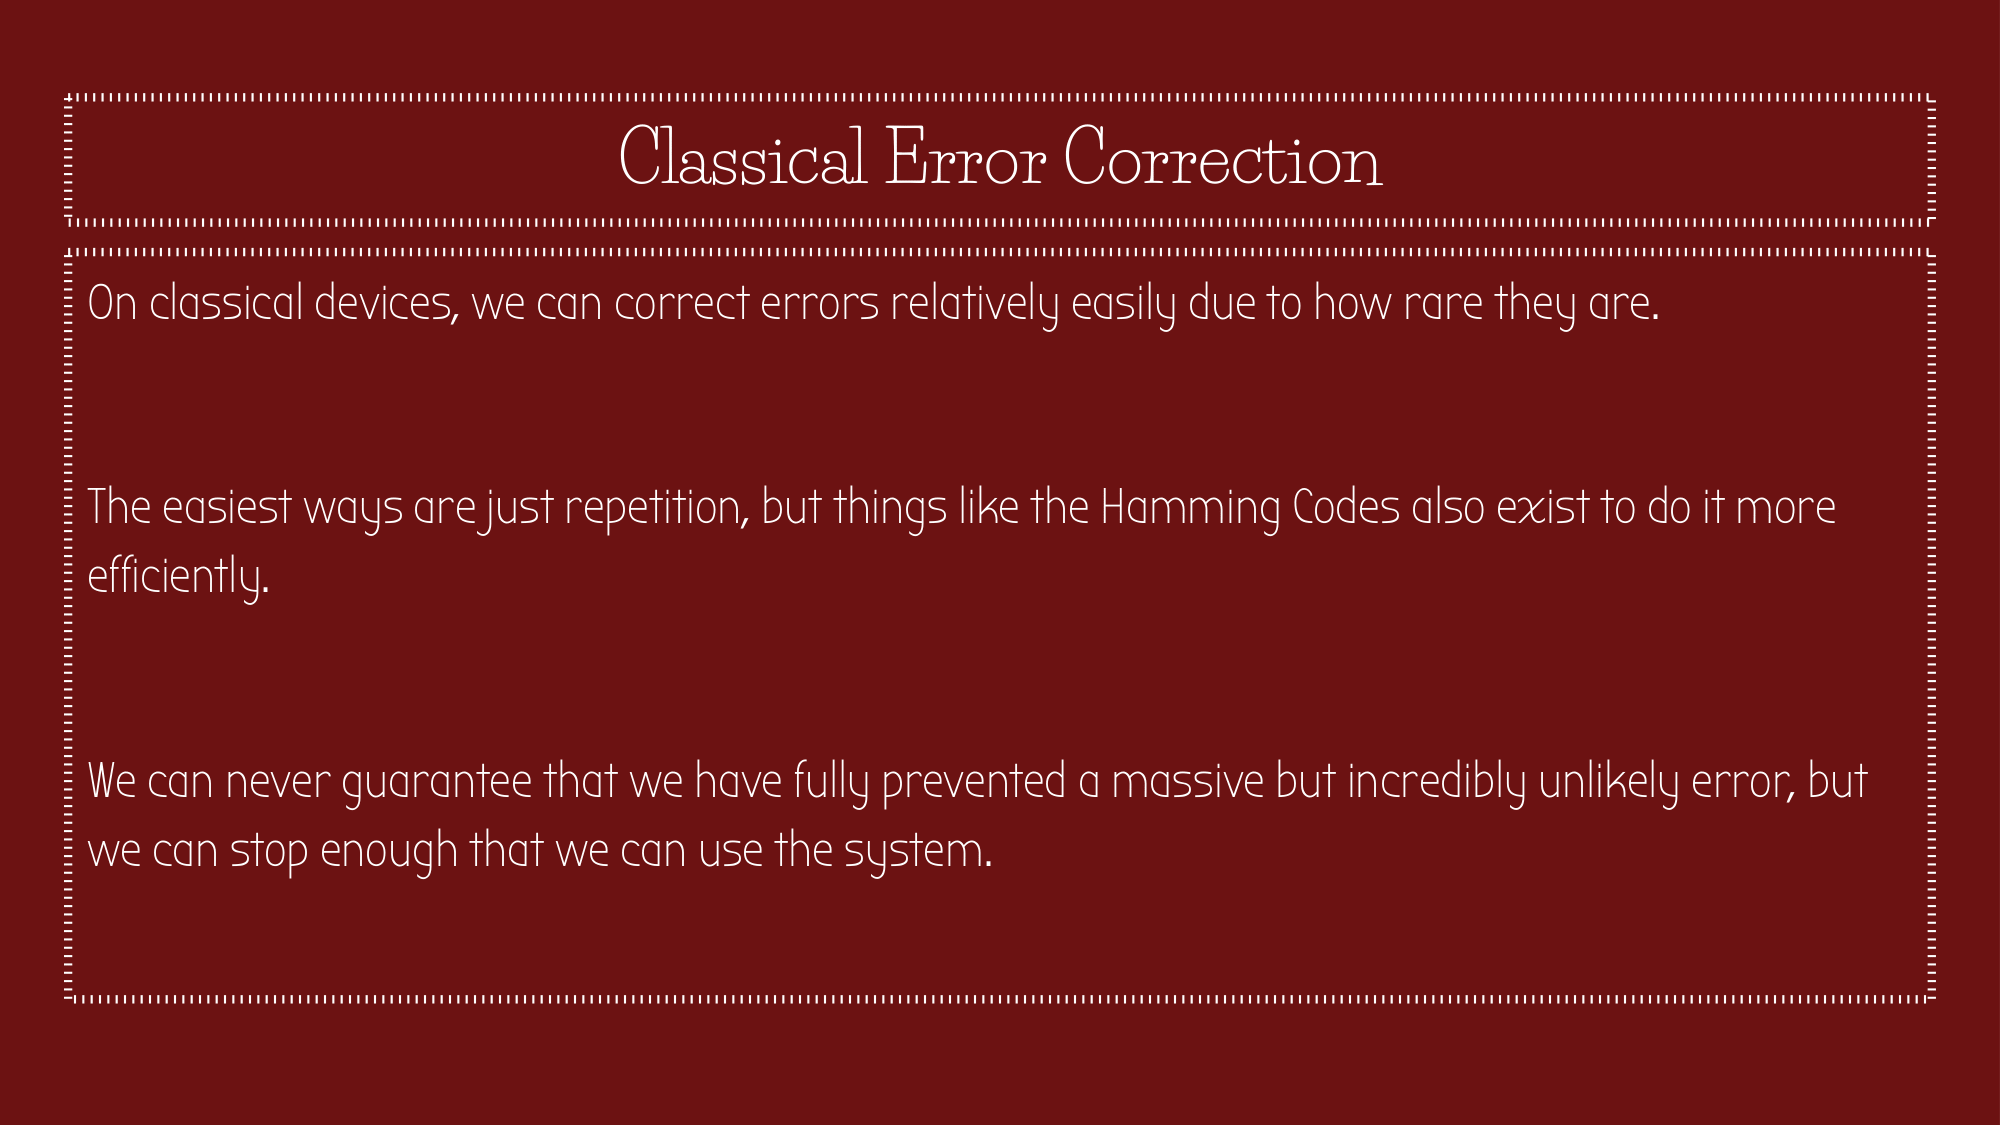 Classical Error Correction
On classical devices, we can correct errors relatively easily due to how rare they are.
The easiest ways are just repetition, but things like the Hamming Codes also exist to do it more
efficiently.
We can never guarantee that we have fully prevented a massive but incredibly unlikely error, but
we can stop enough that we can use the system.